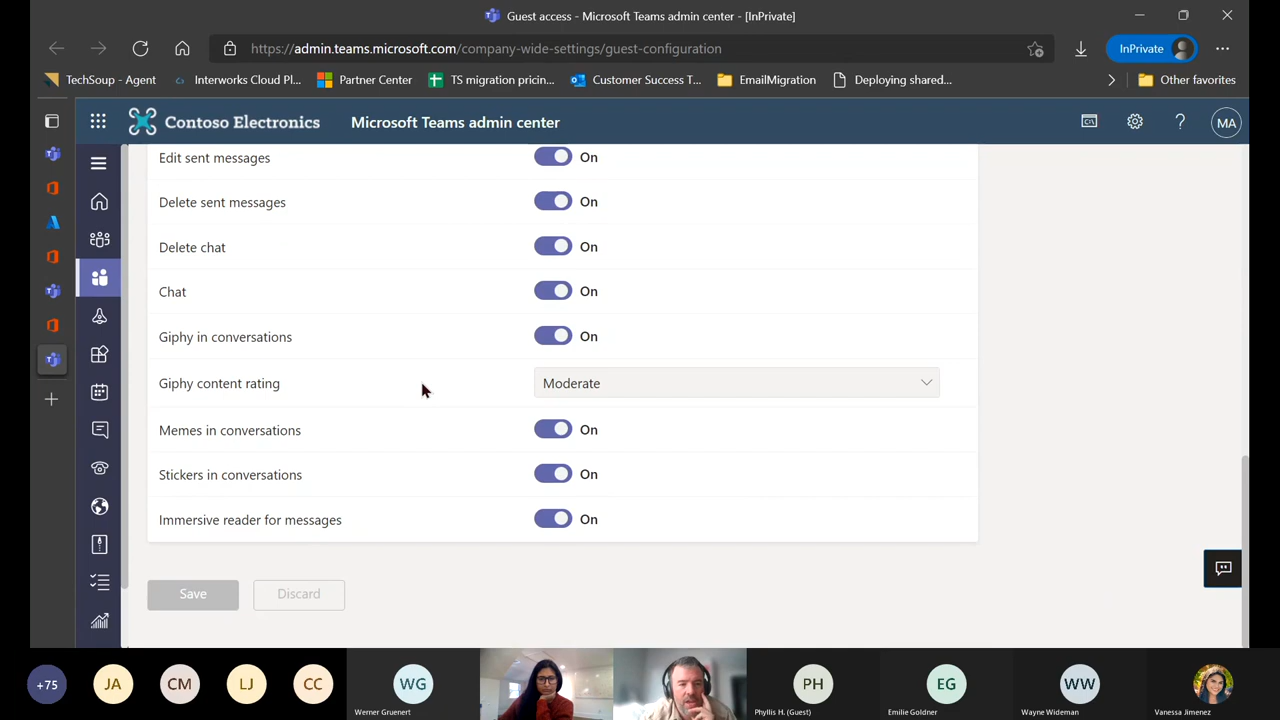 Guest access - Microsoft Teams admin center - [InPrivate]
https://admin.teams.microsoft.com/company-wide-settings/guest-configuration
InPrivate
TechSoup - Agent
Interworks Cloud Pl...
Partner Center
TS migration pricin...
Customer Success T...
EmailMigration
Deploying shared...
Other favorites
Contoso Electronics
Microsoft Teams admin center
MA
Edit sent messages On
Delete sent messages On
Delete chat On
Chat On
Giphy in conversations On
Giphy content rating Moderate
Memes in conversations On
Stickers in conversations On
Immersive reader for messages On
Save Discard
+75 JA CM LJ CC WG PH EG WW
Werner Gruenert Phyllis H. (Guest) Emilie Goldner Wayne Wideman Vanessa Jimenez